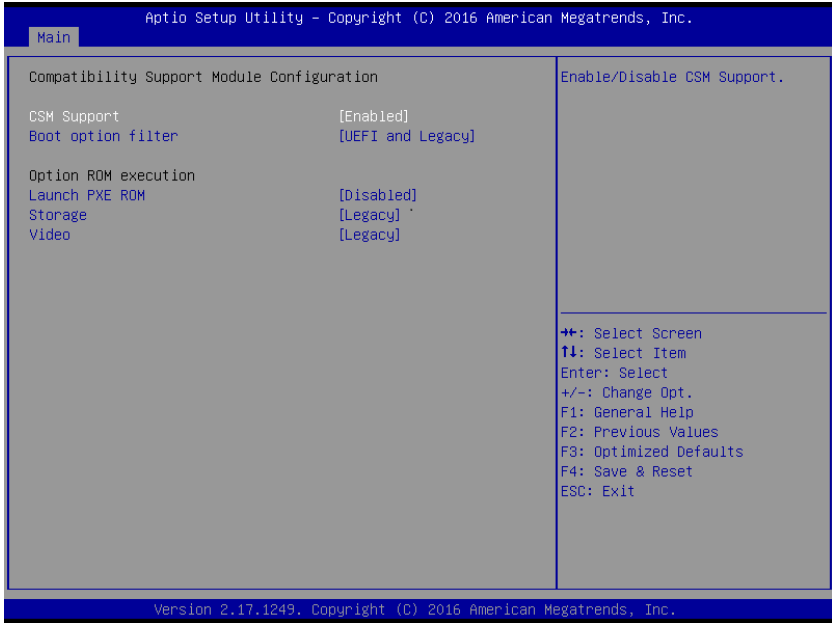 Aptio Setup Utility – Copyright (C) 2016 American Megatrends, Inc.
Main
Compatibility Support Module Configuration
CSM Support [Enabled]
Boot option filter [UEFI and Legacy]
Option ROM execution
Launch PXE ROM [Disabled]
Storage [Legacy]
Video [Legacy]
Enable/Disable CSM Support.
→←: Select Screen
↑↓: Select Item
Enter: Select
+/-: Change Opt.
F1: General Help
F2: Previous Values
F3: Optimized Defaults
F4: Save & Reset
ESC: Exit
Version 2.17.1249. Copyright (C) 2016 American Megatrends, Inc.